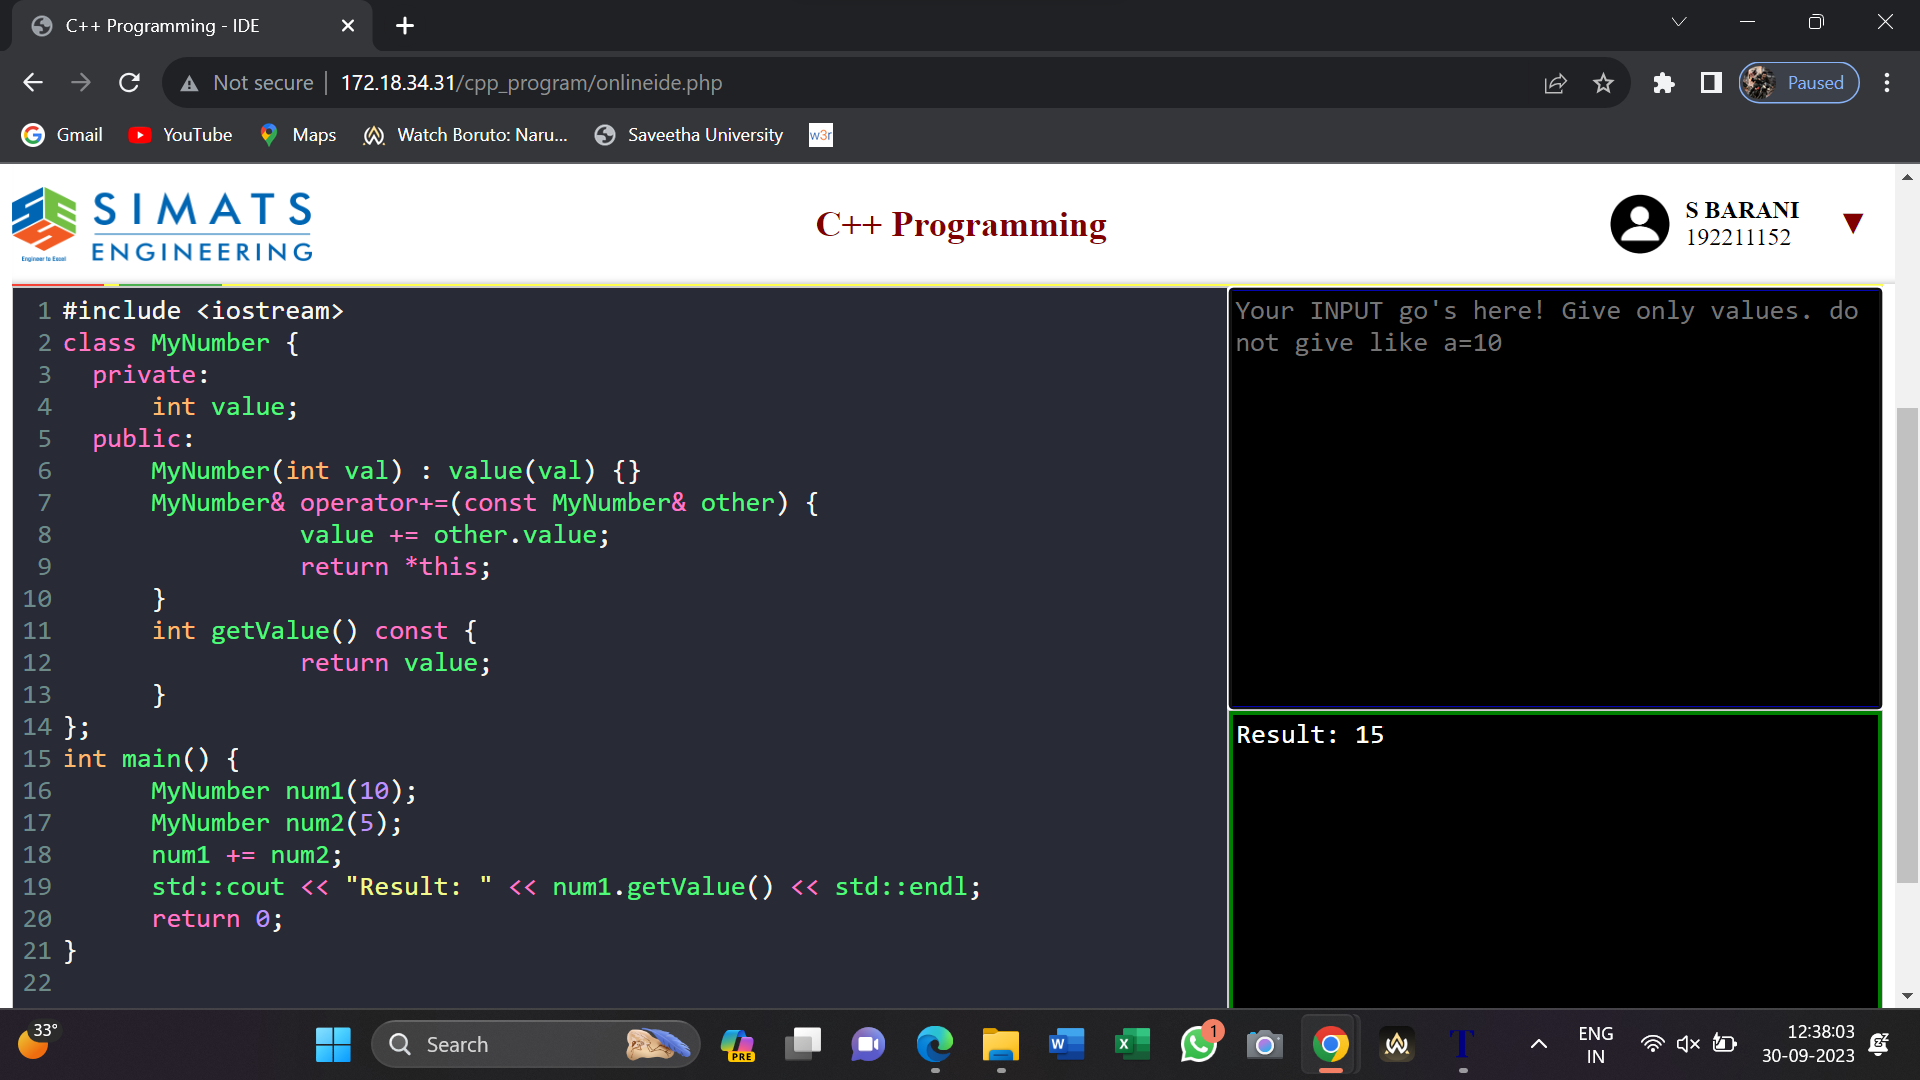 C++ Programming - IDE
Not secure 172.18.34.31/cpp_program/onlineide.php
Paused
Gmail YouTube Maps Watch Boruto: Naru... Saveetha University w3r
SIMATS
ENGINEERING
Engineer to Excel
C++ Programming
S BARANI
192211152
1 #include <iostream>
2 class MyNumber {
3 private:
4 int value;
5 public:
6 MyNumber(int val) : value(val) {}
7 MyNumber& operator+=(const MyNumber& other) {
8 value += other.value;
9 return *this;
10 }
11 int getValue() const {
12 return value;
13 }
14 };
15 int main() {
16 MyNumber num1(10);
17 MyNumber num2(5);
18 num1 += num2;
19 std::cout << "Result: " << num1.getValue() << std::endl;
20 return 0;
21 }
22
Your INPUT go's here! Give only values. do
not give like a=10
Result: 15
33°
Search
PRE
1
ENG
IN
12:38:03
30-09-2023